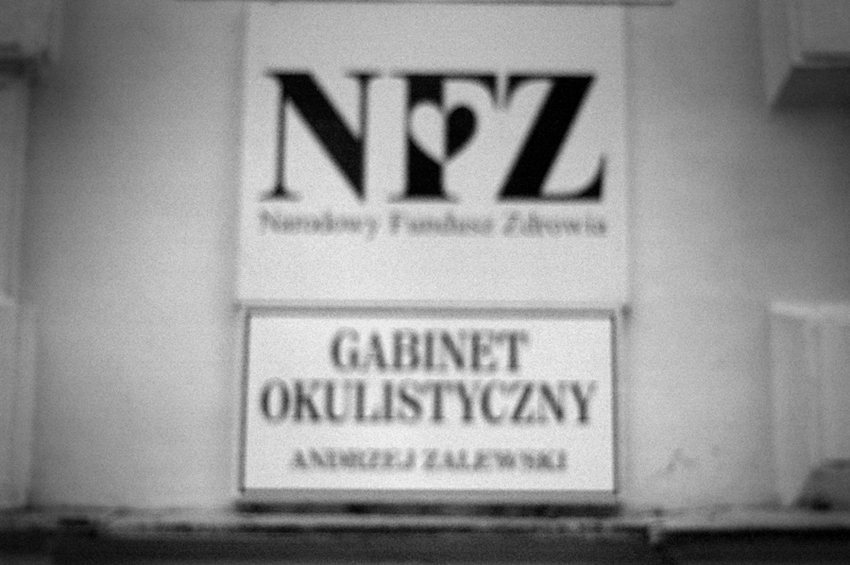 NFZ
Narodowy Fundusz Zdrowia
GABINET
OKULISTYCZNY
ANDRZEJ ZALEWSKI